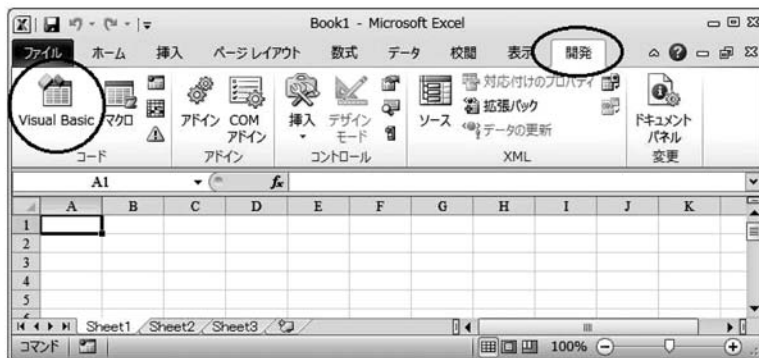 Book1 - Microsoft Excel
ファイル ホーム 挿入 ページ レイアウト 数式 データ 校閲 表示 開発
Visual Basic マクロ アドイン COM アドイン 挿入 デザイン モード ソース 対応付けのプロパティ 拡張パック データの更新 ドキュメント パネル
コード アドイン コントロール XML 変更
A1 fx
A B C D E F G H I J K
1
2
3
4
5
Sheet1 Sheet2 Sheet3
コマンド 100%